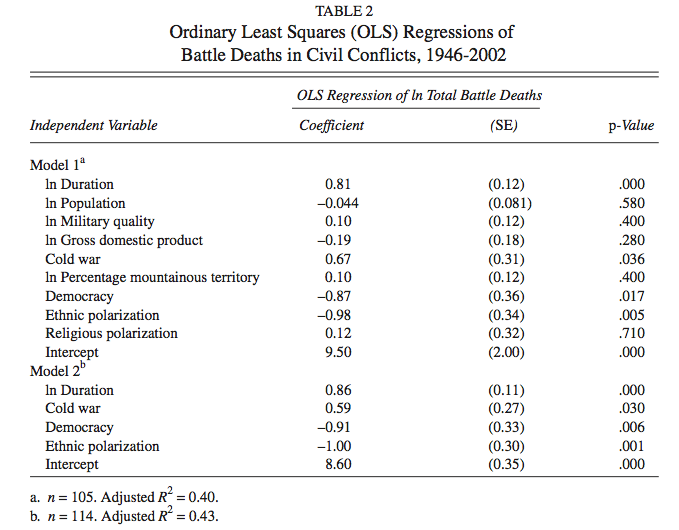 TABLE 2
Ordinary Least Squares (OLS) Regressions of
Battle Deaths in Civil Conflicts, 1946-2002
OLS Regression of ln Total Battle Deaths
Independent Variable Coefficient (SE) p-Value
Model 1a
ln Duration 0.81 (0.12) .000
ln Population –0.044 (0.081) .580
ln Military quality 0.10 (0.12) .400
ln Gross domestic product –0.19 (0.18) .280
Cold war 0.67 (0.31) .036
ln Percentage mountainous territory 0.10 (0.12) .400
Democracy –0.87 (0.36) .017
Ethnic polarization –0.98 (0.34) .005
Religious polarization 0.12 (0.32) .710
Intercept 9.50 (2.00) .000
Model 2b
ln Duration 0.86 (0.11) .000
Cold war 0.59 (0.27) .030
Democracy –0.91 (0.33) .006
Ethnic polarization –1.00 (0.30) .001
Intercept 8.60 (0.35) .000
a. n = 105. Adjusted R2 = 0.40.
b. n = 114. Adjusted R2 = 0.43.